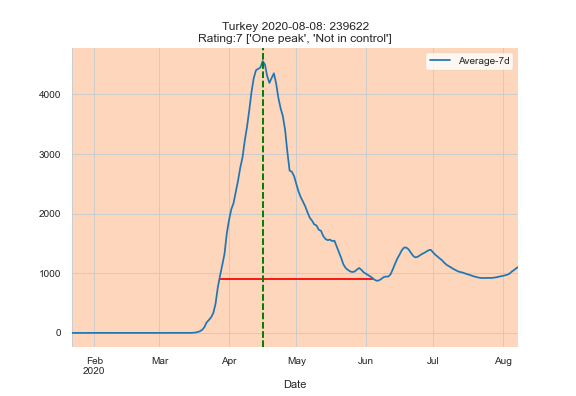 Turkey 2020-08-08: 239622
Rating:7 ['One peak', 'Not in control']
Average-7d
4000
3000
2000
1000
0
Feb Mar Apr May Jun Jul Aug
2020
Date